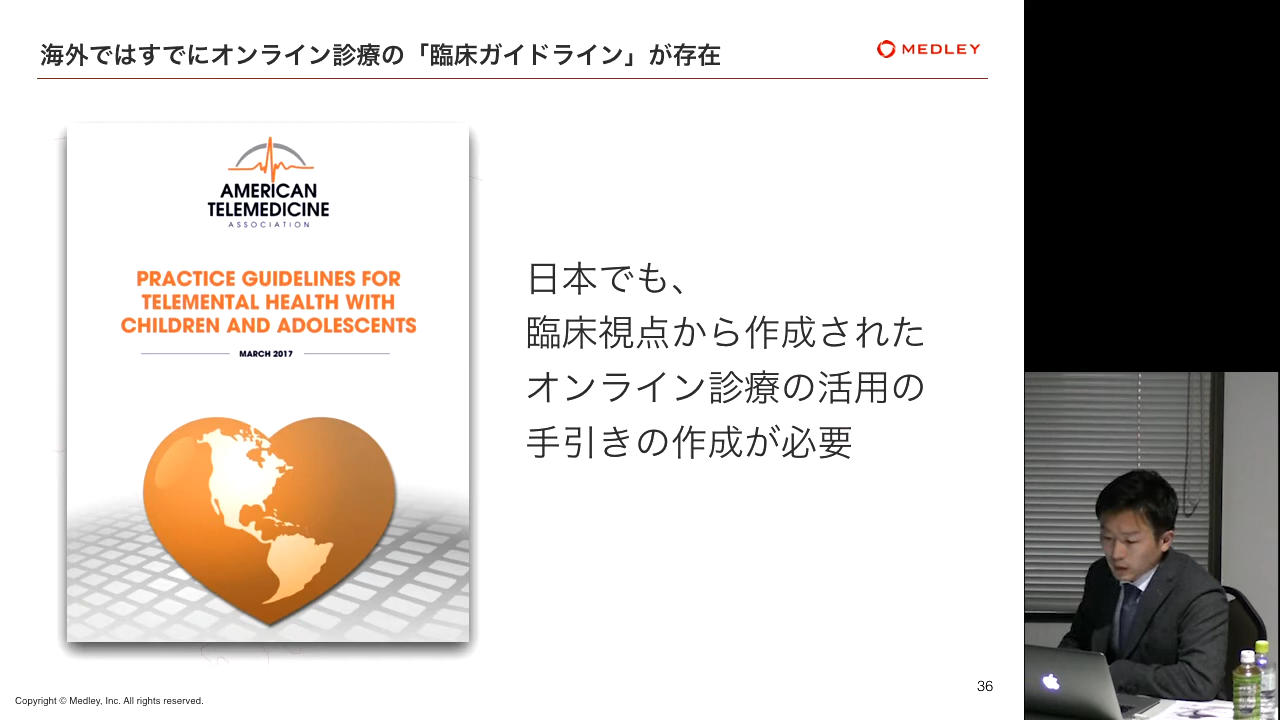 海外ではすでにオンライン診療の「臨床ガイドライン」が存在
MEDLEY
AMERICAN
TELEMEDICINE
ASSOCIATION
PRACTICE GUIDELINES FOR
TELEMENTAL HEALTH WITH
CHILDREN AND ADOLESCENTS
MARCH 2017
日本でも、
臨床視点から作成された
オンライン診療の活用の
手引きの作成が必要
36
Copyright © Medley, Inc. All rights reserved.